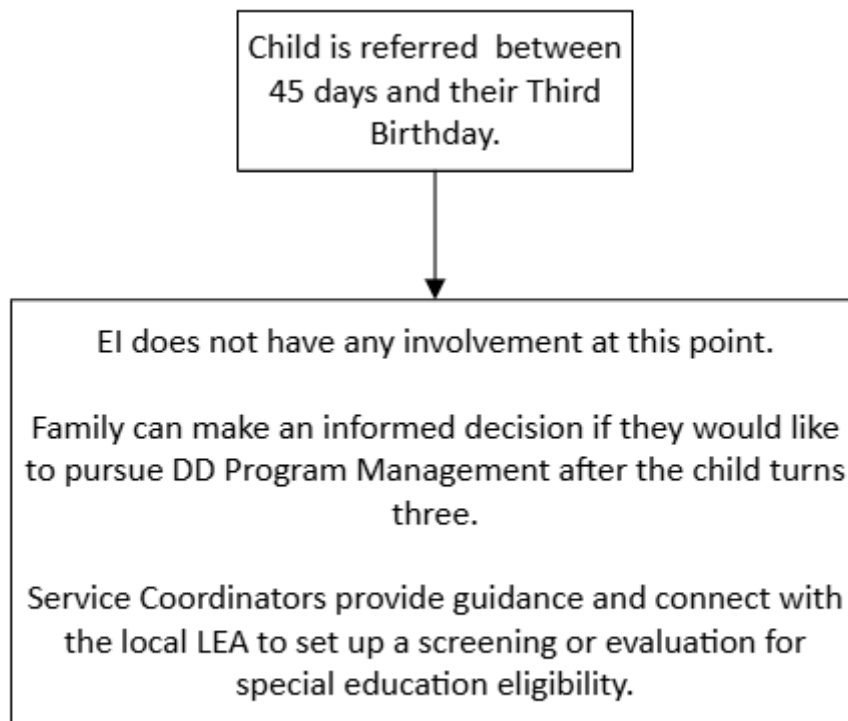 Child is referred  between
45 days and their Third
Birthday.
EI does not have any involvement at this point.
Family can make an informed decision if they would like
to pursue DD Program Management after the child turns
three.
Service Coordinators provide guidance and connect with
the local LEA to set up a screening or evaluation for
special education eligibility.